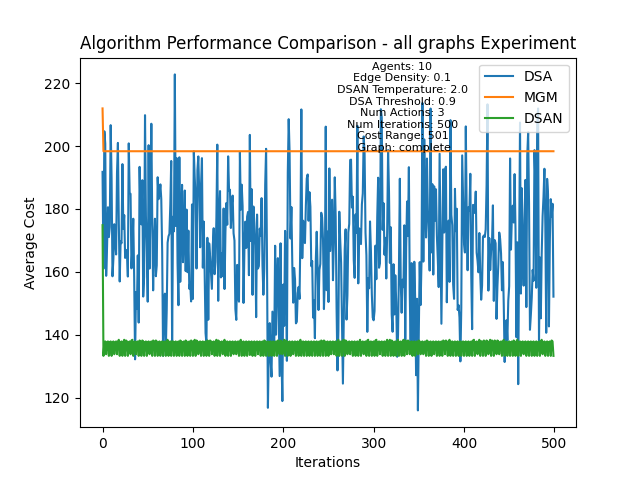 Algorithm Performance Comparison - all graphs Experiment
Agents: 10
Edge Density: 0.1
DSAN Temperature: 2.0
DSA Threshold: 0.9
Num Actions: 3
Num Iterations: 500
Cost Range: 501
Graph: complete
DSA
MGM
DSAN
220
200
180
160
140
120
Average Cost
0
100
200
300
400
500
Iterations